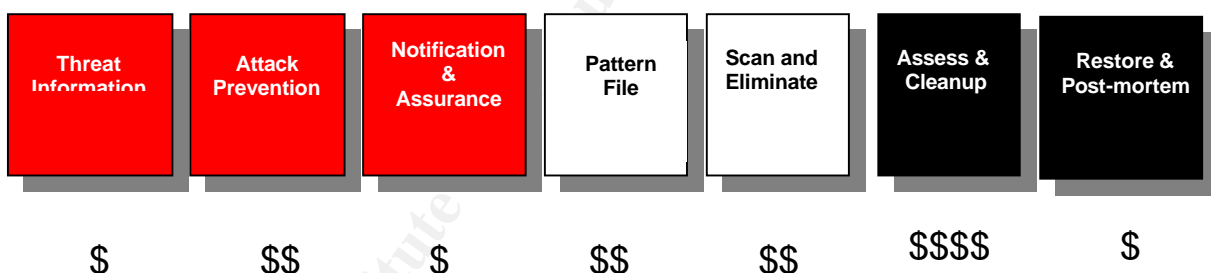 Threat
Information
Attack
Prevention
Notification
&
Assurance
Pattern
File
Scan and
Eliminate
Assess &
Cleanup
Restore &
Post-mortem
$ $$ $ $$ $$ $$$$ $